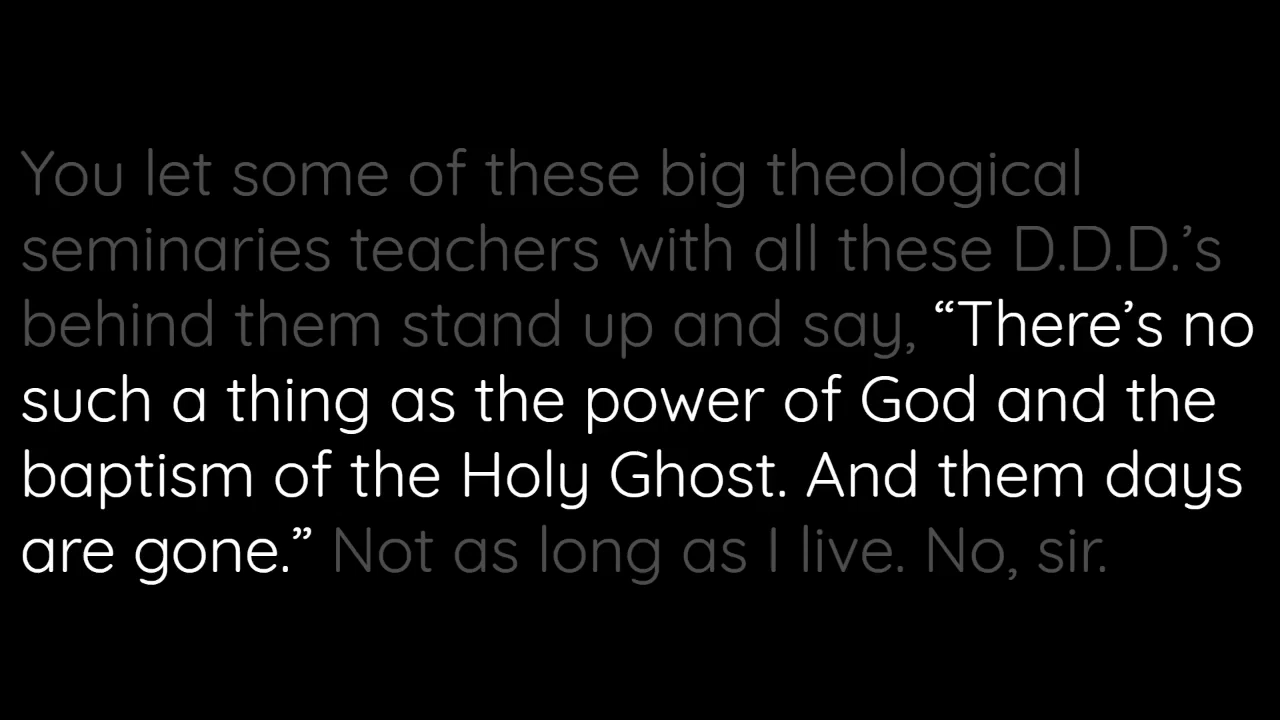 You let some of these big theological
seminaries teachers with all these D.D.D.’s
behind them stand up and say, “There’s no
such a thing as the power of God and the
baptism of the Holy Ghost. And them days
are gone.” Not as long as I live. No, sir.